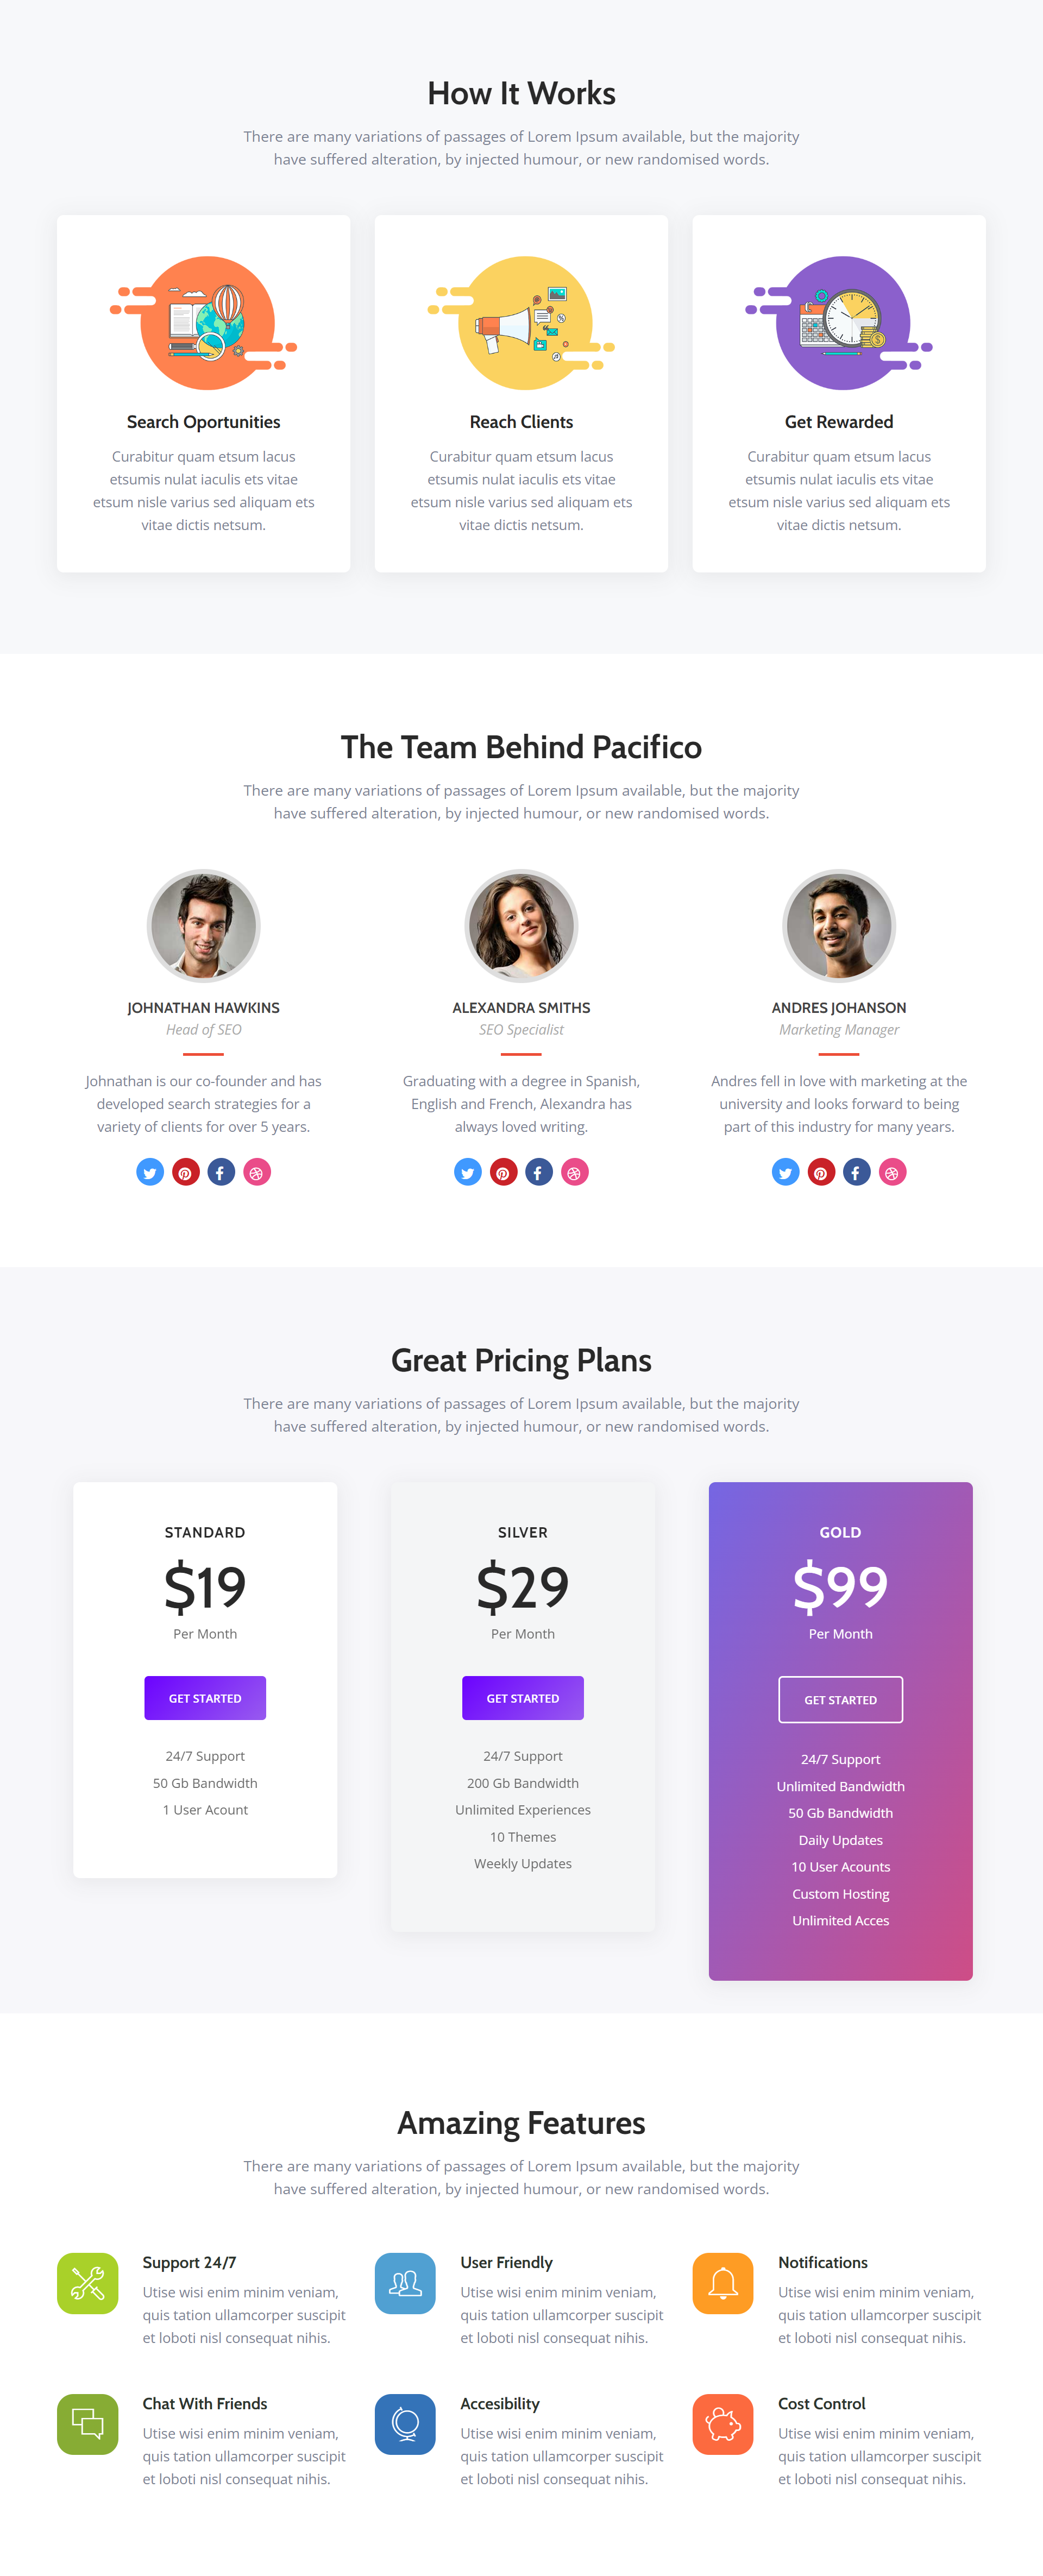 How It Works
There are many variations of passages of Lorem Ipsum available, but the majority
have suffered alteration, by injected humour, or new randomised words.
Search Oportunities
Curabitur quam etsum lacus
etsumis nulat iaculis ets vitae
etsum nisle varius sed aliquam ets
vitae dictis netsum.
Reach Clients
Curabitur quam etsum lacus
etsumis nulat iaculis ets vitae
etsum nisle varius sed aliquam ets
vitae dictis netsum.
Get Rewarded
Curabitur quam etsum lacus
etsumis nulat iaculis ets vitae
etsum nisle varius sed aliquam ets
vitae dictis netsum.
The Team Behind Pacifico
There are many variations of passages of Lorem Ipsum available, but the majority
have suffered alteration, by injected humour, or new randomised words.
JOHNATHAN HAWKINS
Head of SEO
Johnathan is our co-founder and has
developed search strategies for a
variety of clients for over 5 years.
ALEXANDRA SMITHS
SEO Specialist
Graduating with a degree in Spanish,
English and French, Alexandra has
always loved writing.
ANDRES JOHANSON
Marketing Manager
Andres fell in love with marketing at the
university and looks forward to being
part of this industry for many years.
Great Pricing Plans
There are many variations of passages of Lorem Ipsum available, but the majority
have suffered alteration, by injected humour, or new randomised words.
STANDARD
$19
Per Month
GET STARTED
24/7 Support
50 Gb Bandwidth
1 User Acount
SILVER
$29
Per Month
GET STARTED
24/7 Support
200 Gb Bandwidth
Unlimited Experiences
10 Themes
Weekly Updates
GOLD
$99
Per Month
GET STARTED
24/7 Support
Unlimited Bandwidth
50 Gb Bandwidth
Daily Updates
10 User Acounts
Custom Hosting
Unlimited Acces
Amazing Features
There are many variations of passages of Lorem Ipsum available, but the majority
have suffered alteration, by injected humour, or new randomised words.
Support 24/7
Utise wisi enim minim veniam,
quis tation ullamcorper suscipit
et loboti nisl consequat nihis.
User Friendly
Utise wisi enim minim veniam,
quis tation ullamcorper suscipit
et loboti nisl consequat nihis.
Notifications
Utise wisi enim minim veniam,
quis tation ullamcorper suscipit
et loboti nisl consequat nihis.
Chat With Friends
Utise wisi enim minim veniam,
quis tation ullamcorper suscipit
et loboti nisl consequat nihis.
Accesibility
Utise wisi enim minim veniam,
quis tation ullamcorper suscipit
et loboti nisl consequat nihis.
Cost Control
Utise wisi enim minim veniam,
quis tation ullamcorper suscipit
et loboti nisl consequat nihis.